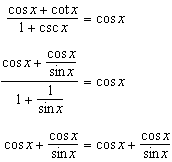 (cos x + cot x)/(1 + csc x) = cos x
(cos x + (cos x)/(sin x))/(1 + 1/(sin x)) = cos x
cos x + (cos x)/(sin x) = cos x + (cos x)/(sin x)